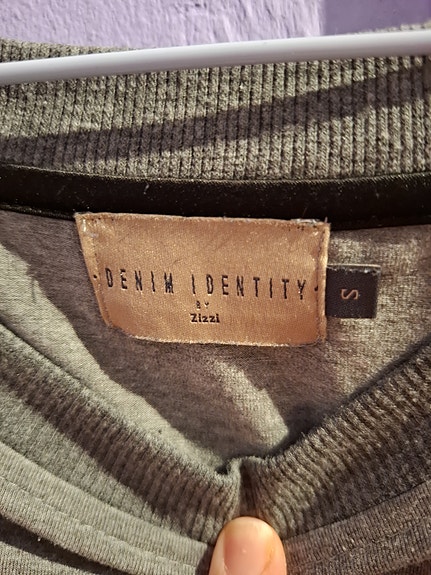 · DENIM IDENTITY ·
BY
Zizzi
S